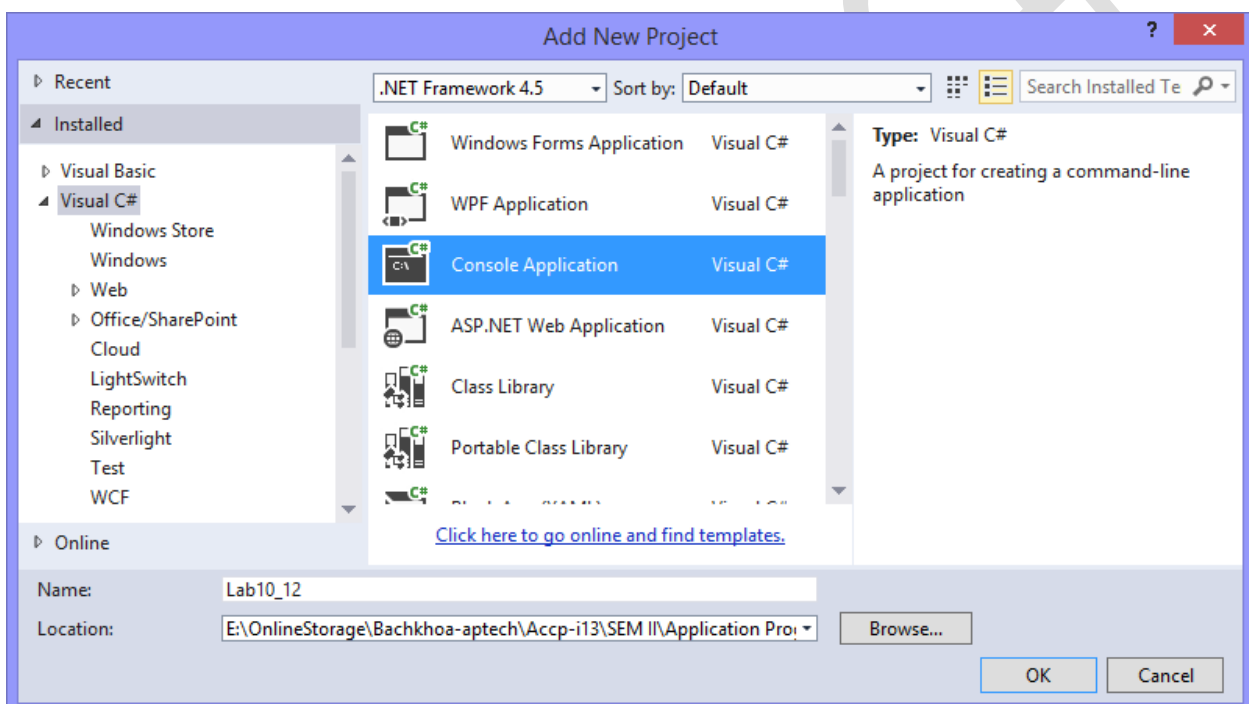 Add New Project
?
Recent
.NET Framework 4.5
Sort by: Default
Search Installed Te
Installed
Visual Basic
Visual C#
Windows Store
Windows
Web
Office/SharePoint
Cloud
LightSwitch
Reporting
Silverlight
Test
WCF
Online
Windows Forms Application Visual C#
WPF Application Visual C#
Console Application Visual C#
ASP.NET Web Application Visual C#
Class Library Visual C#
Portable Class Library Visual C#
Click here to go online and find templates.
Type: Visual C#
A project for creating a command-line
application
Name: Lab10_12
Location: E:\OnlineStorage\Bachkhoa-aptech\Accp-i13\SEM II\Application Pro
Browse...
OK Cancel